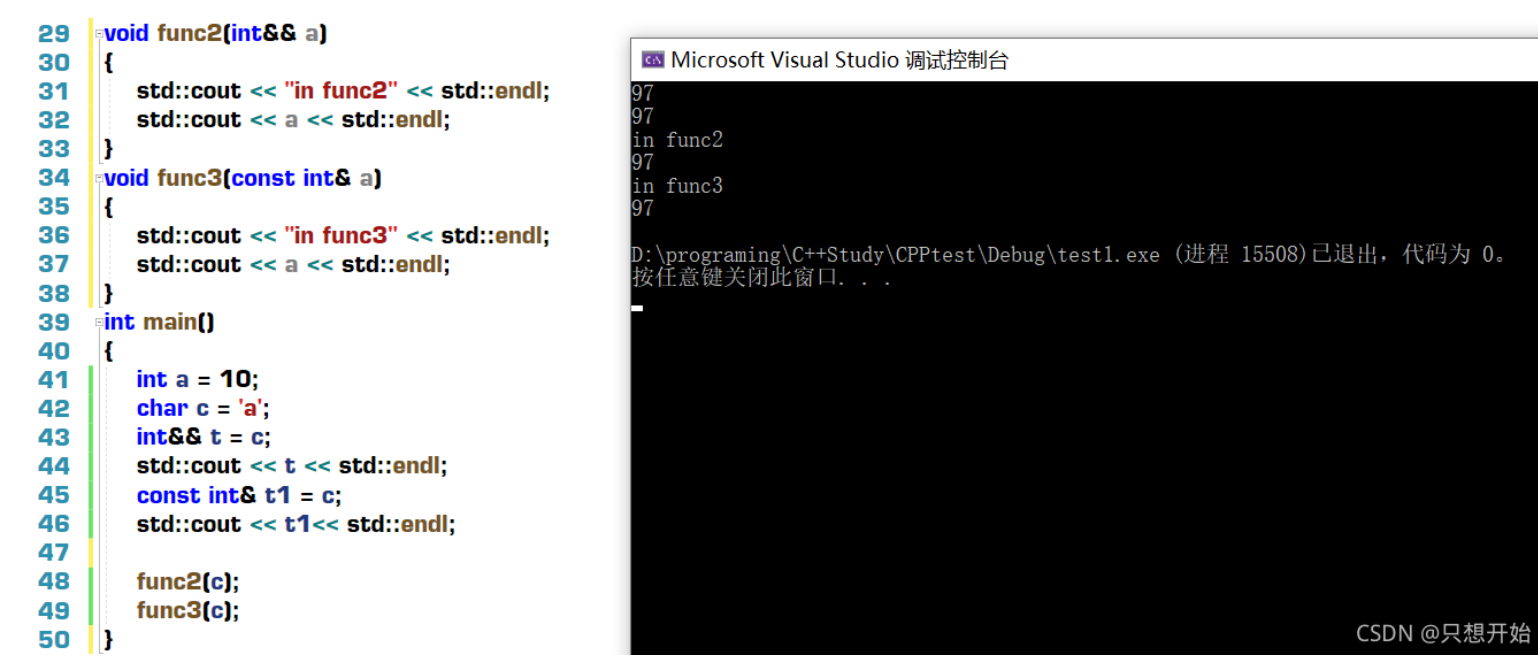 29 void func2(int&& a)
30 {
31 std::cout << "in func2" << std::endl;
32 std::cout << a << std::endl;
33 }
34 void func3(const int& a)
35 {
36 std::cout << "in func3" << std::endl;
37 std::cout << a << std::endl;
38 }
39 int main()
40 {
41 int a = 10;
42 char c = 'a';
43 int&& t = c;
44 std::cout << t << std::endl;
45 const int& t1 = c;
46 std::cout << t1<< std::endl;
47
48 func2(c);
49 func3(c);
50 }
Microsoft Visual Studio 调试控制台
97
97
in func2
97
in func3
97
D:\programing\C++Study\CPPtest\Debug\test1.exe (进程 15508)已退出，代码为 0。
按任意键关闭此窗口. . .
CSDN @只想开始